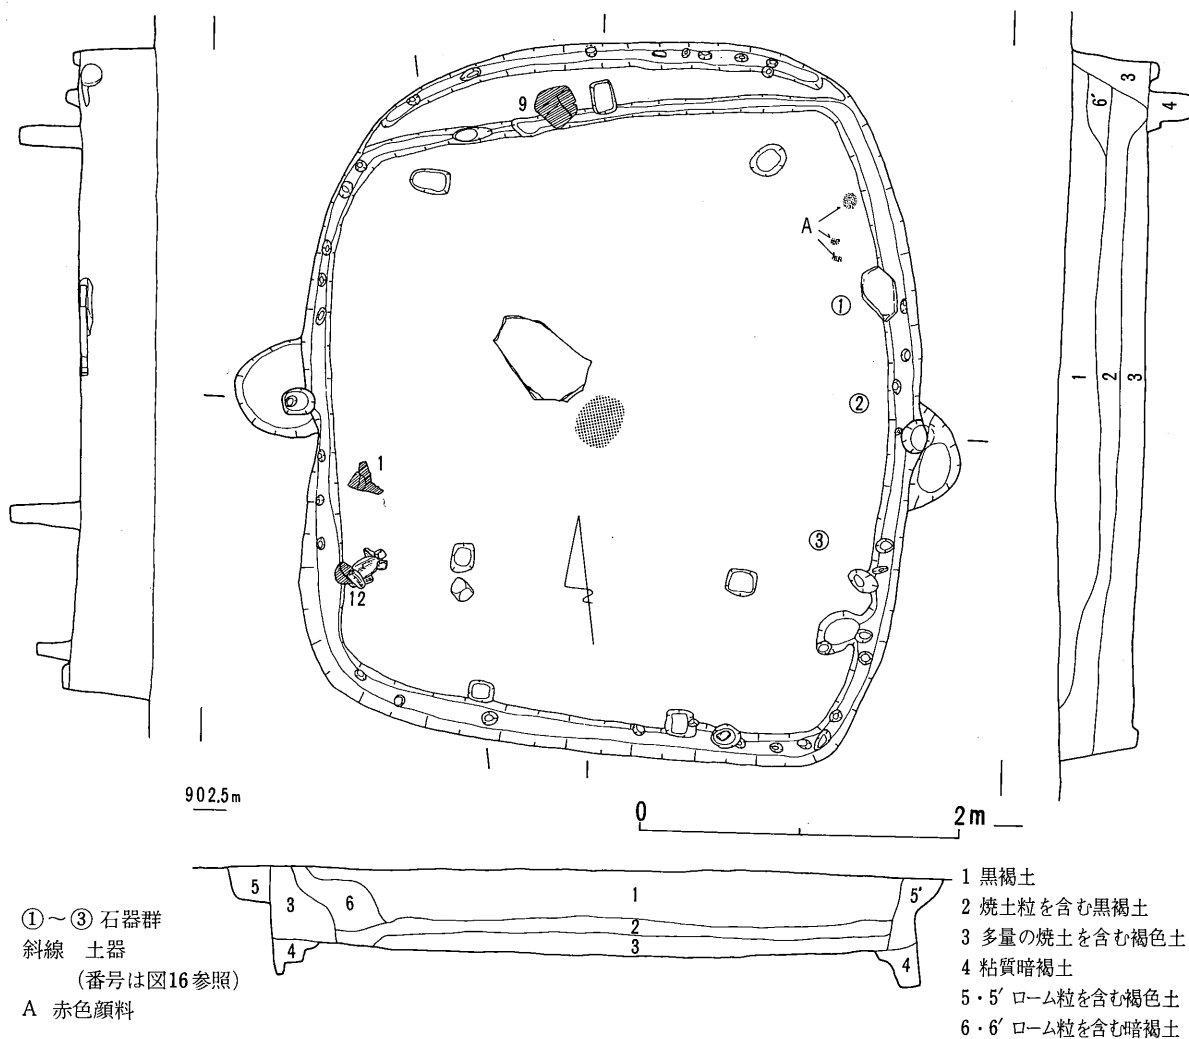 9
A
①
②
③
1
12
902.5m
0 2m
3
6′
4
1
2
3
5
3
6
1
5′
2
3
4
4
①～③ 石器群
斜線 土器
(番号は図16参照)
A 赤色顔料
1 黒褐土
2 焼土粒を含む黒褐土
3 多量の焼土を含む褐色土
4 粘質暗褐土
5・5′ ローム粒を含む褐色土
6・6′ ローム粒を含む暗褐土